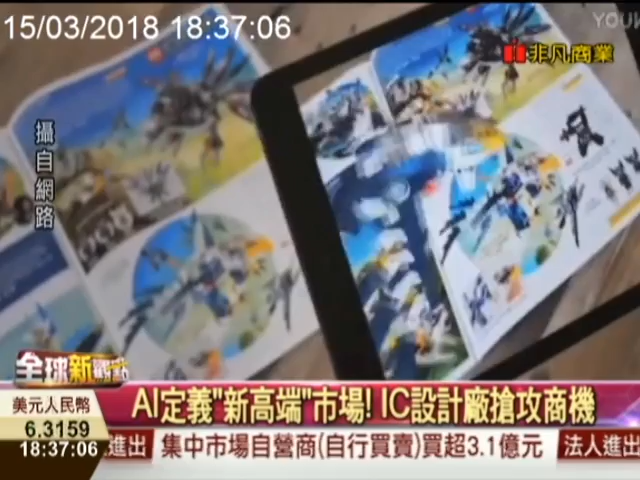 15/03/2018 18:37:06
YOUK
非凡商業
攝自網路
全球新觀點
AI定義"新高端"市場! IC設計廠搶攻商機
美元人民幣
6.3159
18:37:06
進出
集中市場自營商(自行買賣)買超3.1億元
法人進出